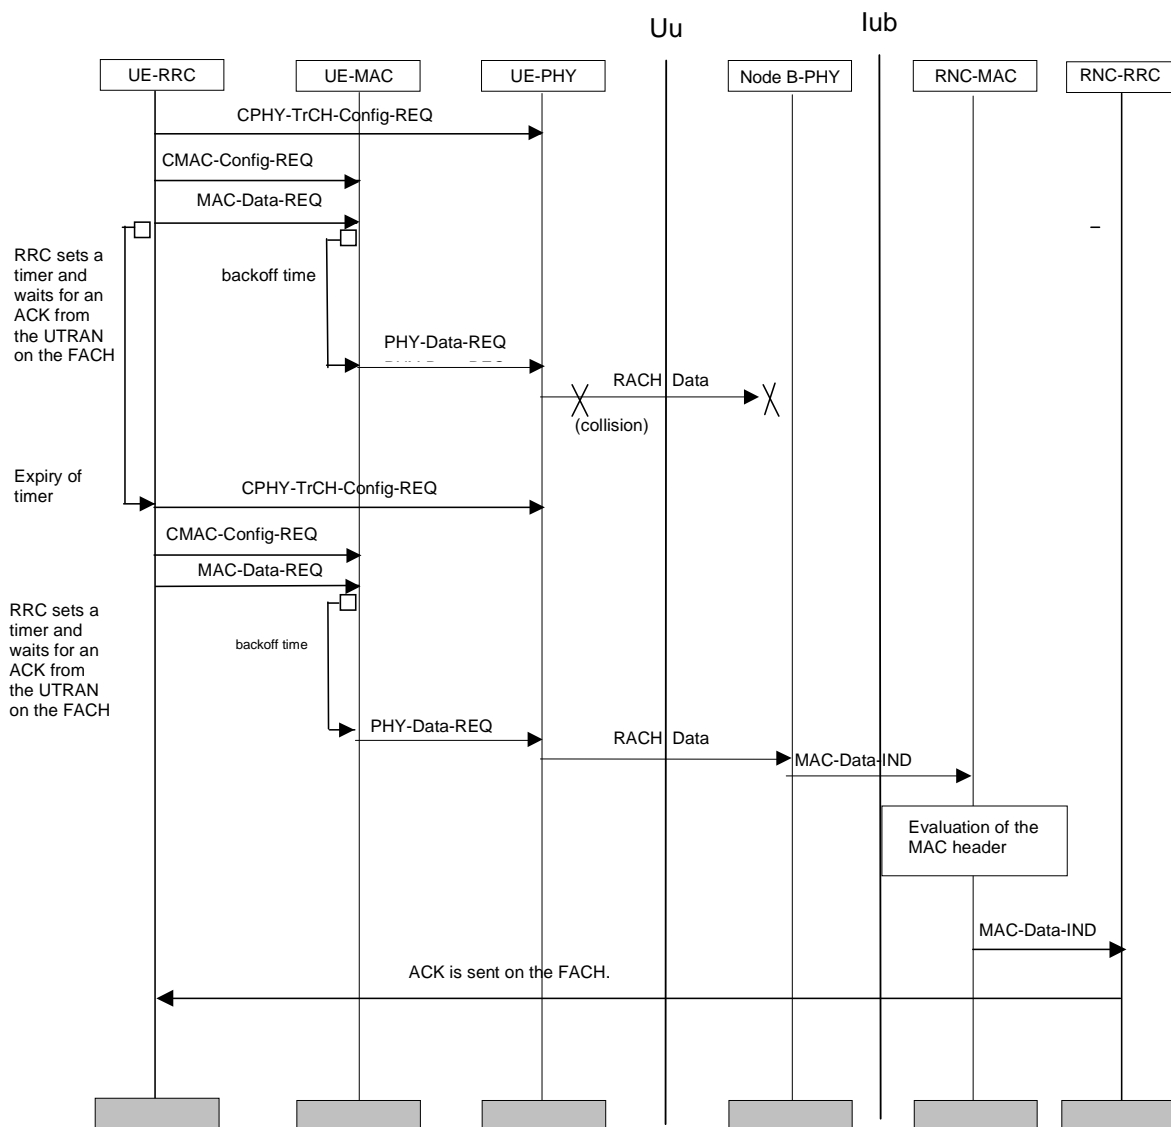 Uu
Iub
UE-RRC
UE-MAC
UE-PHY
Node B-PHY
RNC-MAC
RNC-RRC
CPHY-TrCH-Config-REQ
CMAC-Config-REQ
MAC-Data-REQ
RRC sets a
timer and
waits for an
ACK from
the UTRAN
on the FACH
backoff time
PHY-Data-REQ
RACH Data
(collision)
Expiry of
timer
CPHY-TrCH-Config-REQ
CMAC-Config-REQ
MAC-Data-REQ
RRC sets a
timer and
waits for an
ACK from
the UTRAN
on the FACH
backoff time
PHY-Data-REQ
RACH Data
MAC-Data-IND
Evaluation of the
MAC header
MAC-Data-IND
ACK is sent on the FACH.